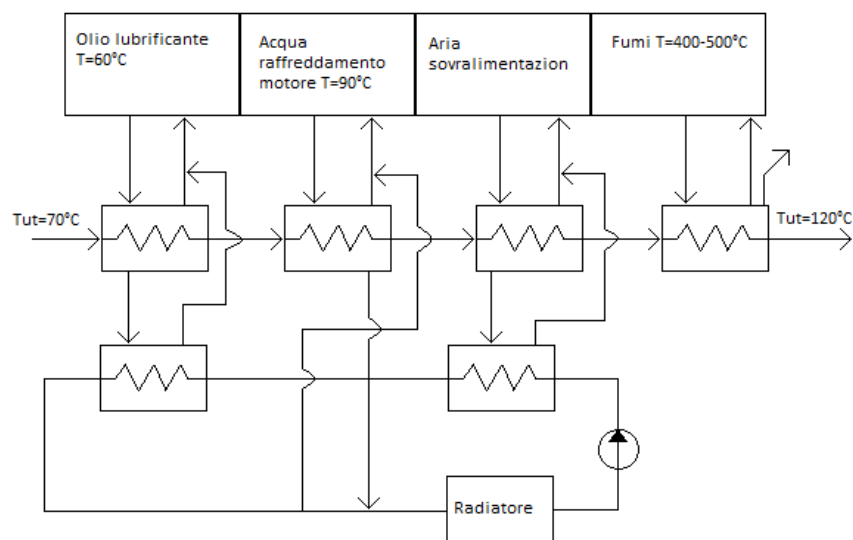 Olio lubrificante
T=60°C
Acqua
raffreddamento
motore T=90°C
Aria
sovralimentazion
Fumi T=400-500°C
Tut=70°C
Tut=120°C
Radiatore